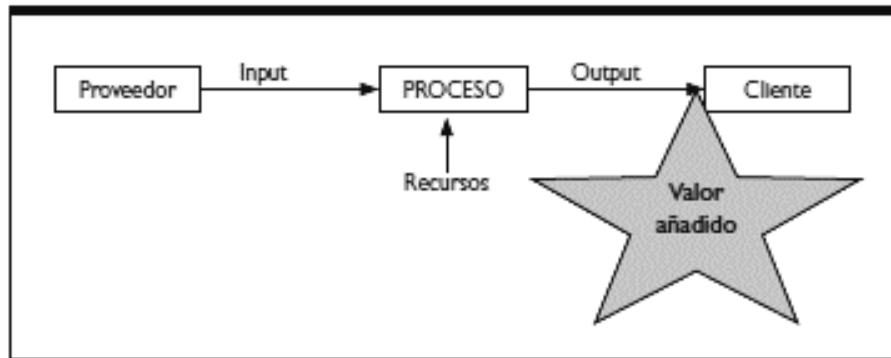 Proveedor
Input
PROCESO
Output
Cliente
Recursos
Valor
añadido